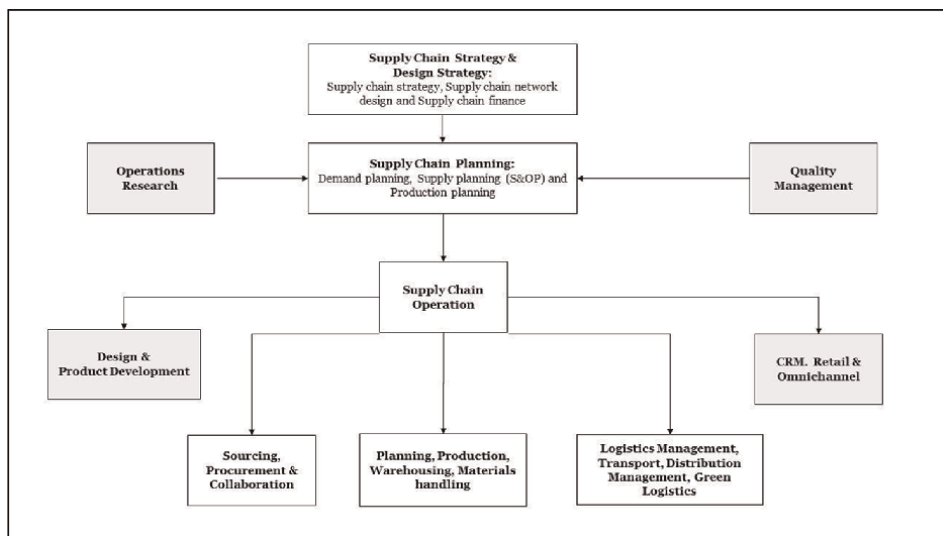 Supply Chain Strategy &
Design Strategy:
Supply chain strategy, Supply chain network
design and Supply chain finance
Operations
Research
Supply Chain Planning:
Demand planning, Supply planning (S&OP) and
Production planning
Quality
Management
Supply Chain
Operation
Design &
Product Development
CRM. Retail &
Omnichannel
Sourcing,
Procurement &
Collaboration
Planning, Production,
Warehousing, Materials
handling
Logistics Management,
Transport, Distribution
Management, Green
Logistics